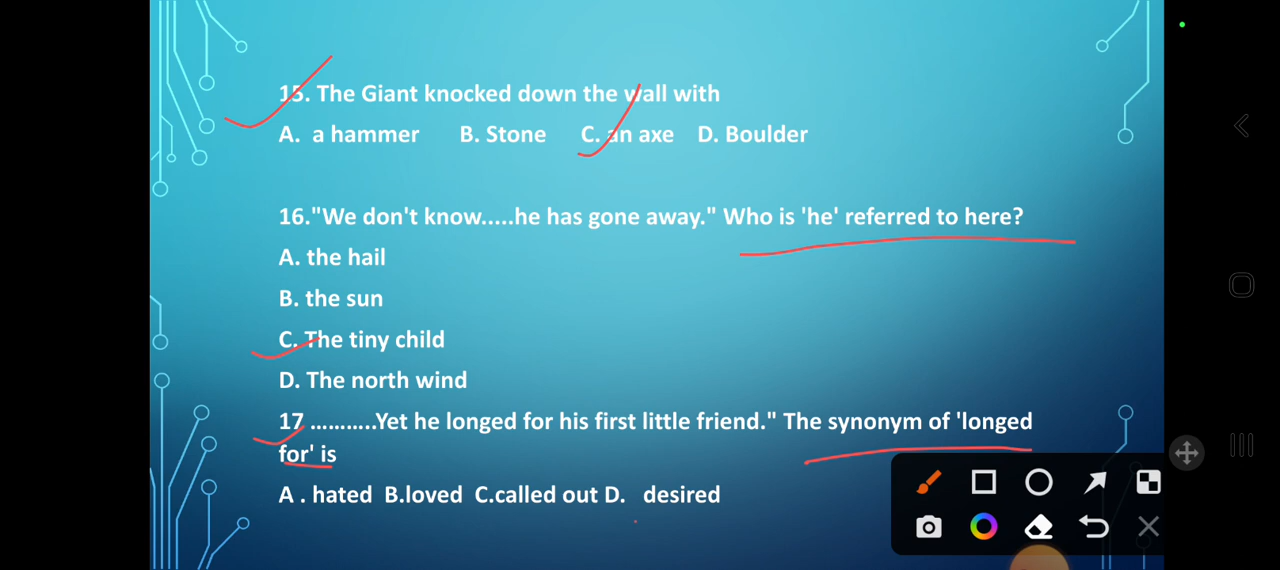 15. The Giant knocked down the wall with
A. a hammer B. Stone C. an axe D. Boulder
16."We don't know.....he has gone away." Who is 'he' referred to here?
A. the hail
B. the sun
C. The tiny child
D. The north wind
17 ...........Yet he longed for his first little friend." The synonym of 'longed
for' is
A . hated B.loved C.called out D. desired